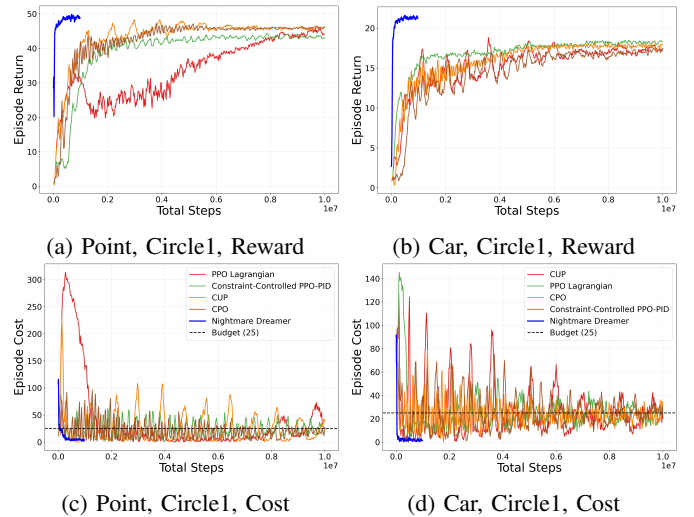 50
40
30
20
10
0
Episode Return
0.0
0.2
0.4
0.6
0.8
1.0
1e7
Total Steps
(a) Point, Circle1, Reward
20
15
10
5
0
Episode Return
0.0
0.2
0.4
0.6
0.8
1.0
1e7
Total Steps
(b) Car, Circle1, Reward
300
250
200
150
100
50
0
Episode Cost
PPO Lagrangian
Constraint-Controlled PPO-PID
CUP
CPO
Nightmare Dreamer
Budget (25)
0.0
0.2
0.4
0.6
0.8
1.0
1e7
Total Steps
(c) Point, Circle1, Cost
140
120
100
80
60
40
20
0
Episode Cost
CUP
PPO Lagrangian
CPO
Constraint-Controlled PPO-PID
Nightmare Dreamer
Budget (25)
0.0
0.2
0.4
0.6
0.8
1.0
1e7
Total Steps
(d) Car, Circle1, Cost